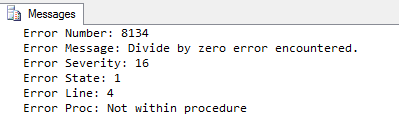 Messages
Error Number: 8134
Error Message: Divide by zero error encountered.
Error Severity: 16
Error State: 1
Error Line: 4
Error Proc: Not within procedure